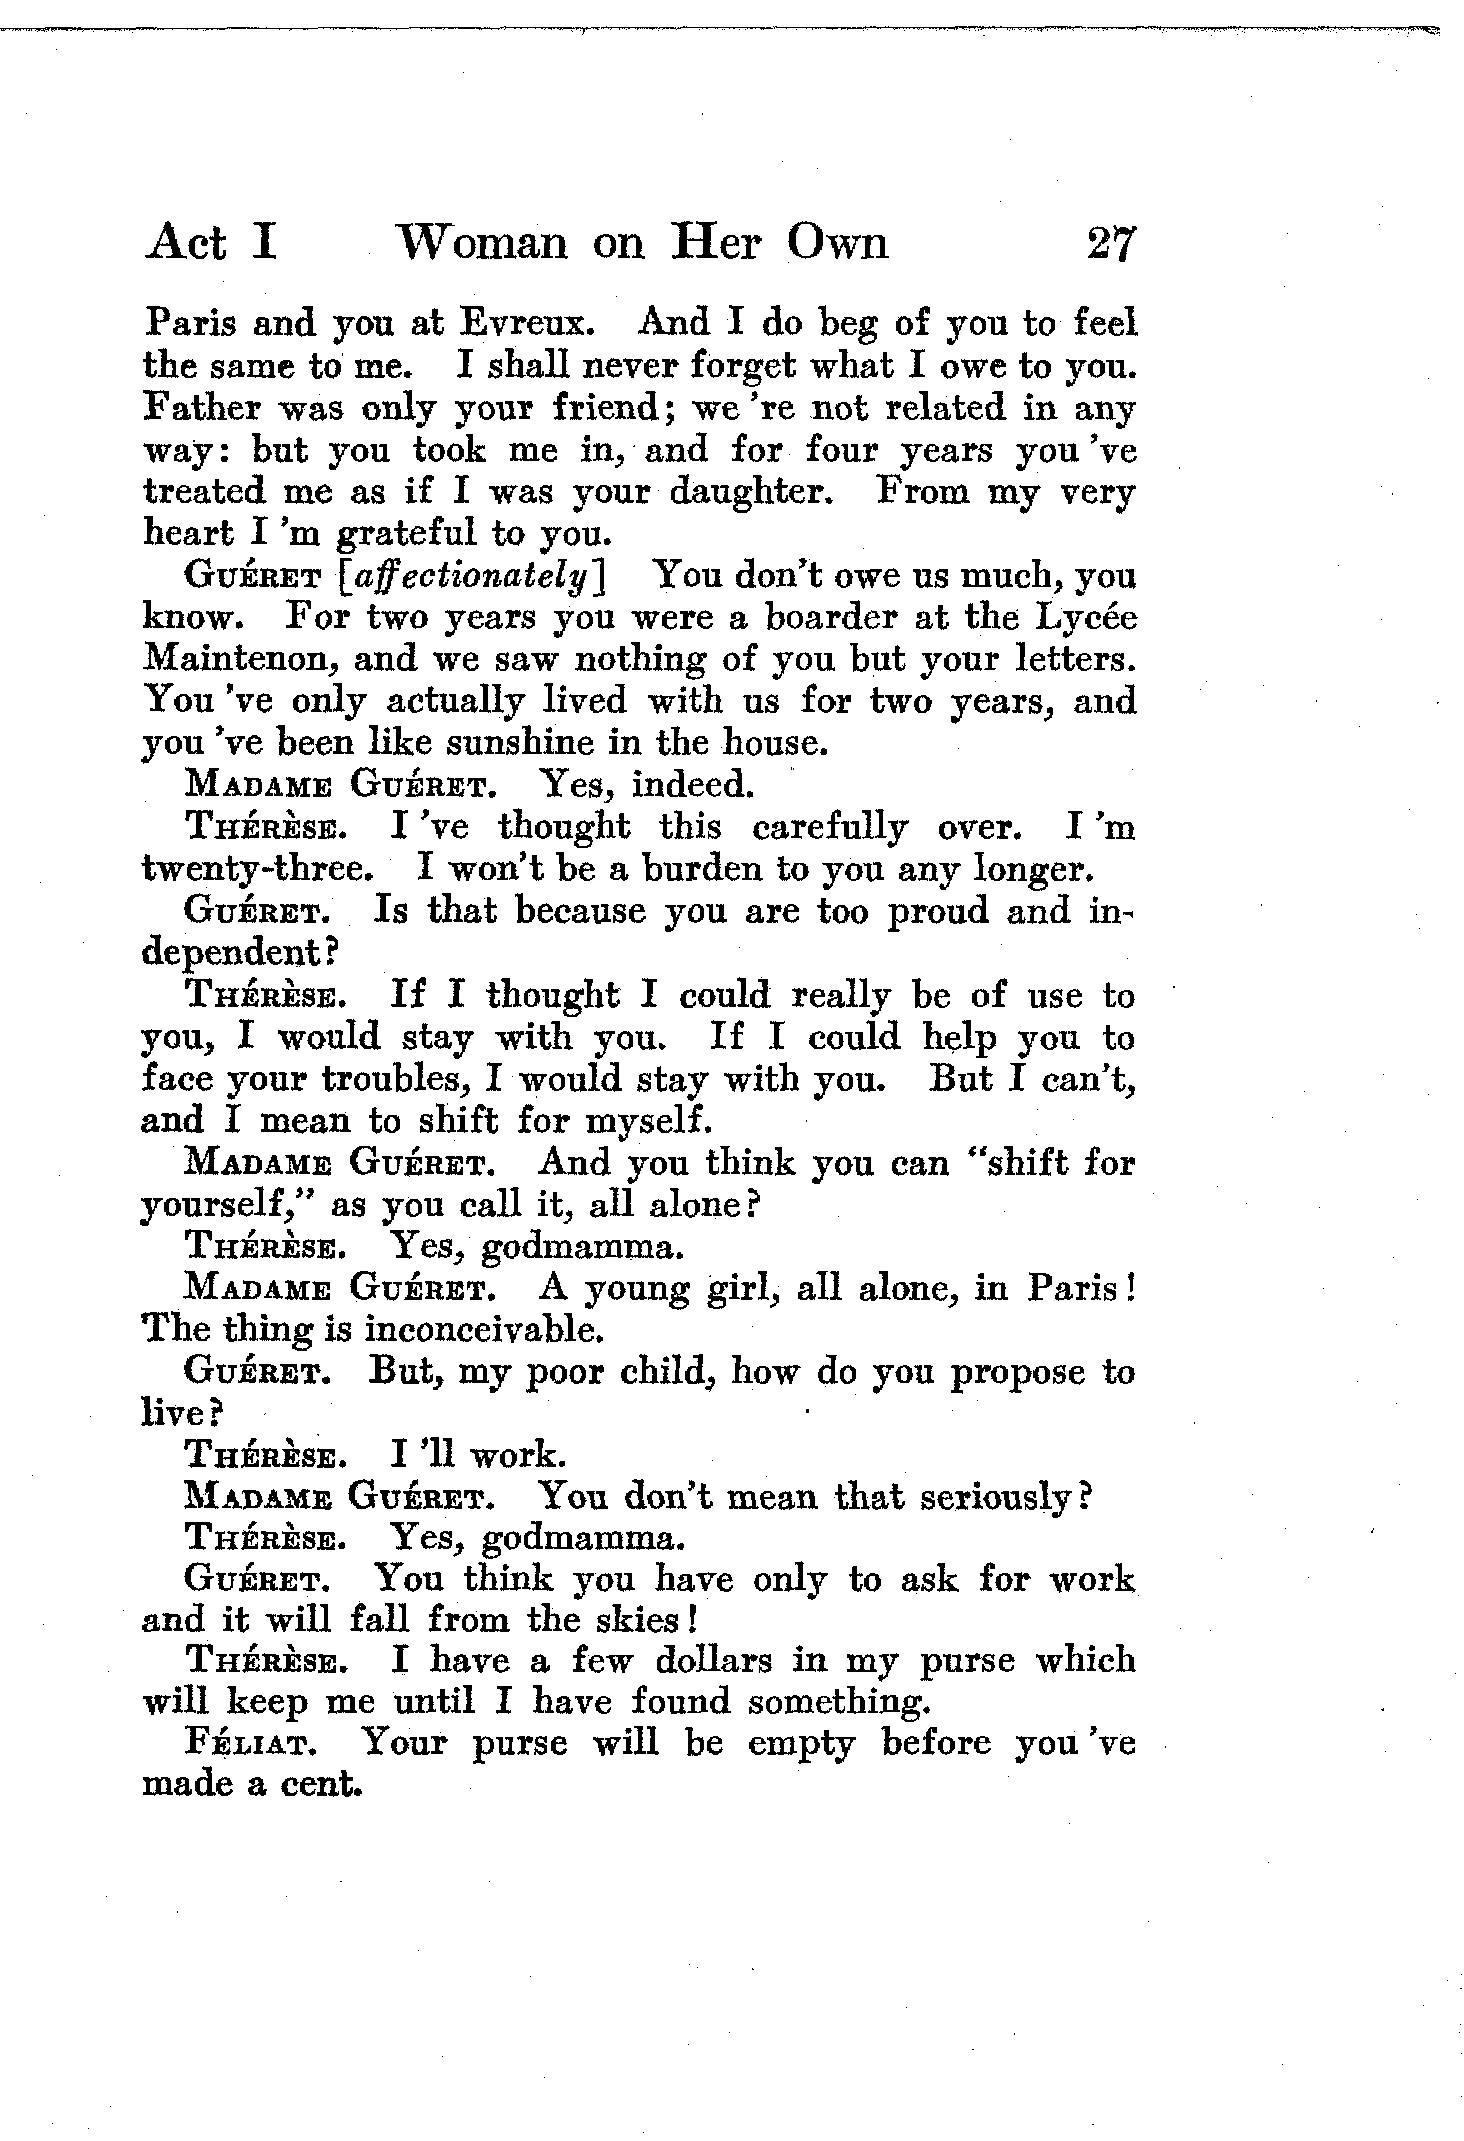 Act I Woman on Her Own 27
Paris and you at Evreux. And I do beg of you to feel
the same to me. I shall never forget what I owe to you.
Father was only your friend; we 're not related in any
way: but you took me in, and for four years you 've
treated me as if I was your daughter. From my very
heart I 'm grateful to you.
GUÉRET [affectionately] You don't owe us much, you
know. For two years you were a boarder at the Lycée
Maintenon, and we saw nothing of you but your letters.
You 've only actually lived with us for two years, and
you 've been like sunshine in the house.
MADAME GUÉRET. Yes, indeed.
THÉRÈSE. I 've thought this carefully over. I 'm
twenty-three. I won't be a burden to you any longer.
GUÉRET. Is that because you are too proud and in-
dependent?
THÉRÈSE. If I thought I could really be of use to
you, I would stay with you. If I could help you to
face your troubles, I would stay with you. But I can't,
and I mean to shift for myself.
MADAME GUÉRET. And you think you can "shift for
yourself," as you call it, all alone?
THÉRÈSE. Yes, godmamma.
MADAME GUÉRET. A young girl, all alone, in Paris!
The thing is inconceivable.
GUÉRET. But, my poor child, how do you propose to
live?
THÉRÈSE. I 'll work.
MADAME GUÉRET. You don't mean that seriously?
THÉRÈSE. Yes, godmamma.
GUÉRET. You think you have only to ask for work
and it will fall from the skies!
THÉRÈSE. I have a few dollars in my purse which
will keep me until I have found something.
FÉLIAT. Your purse will be empty before you 've
made a cent.